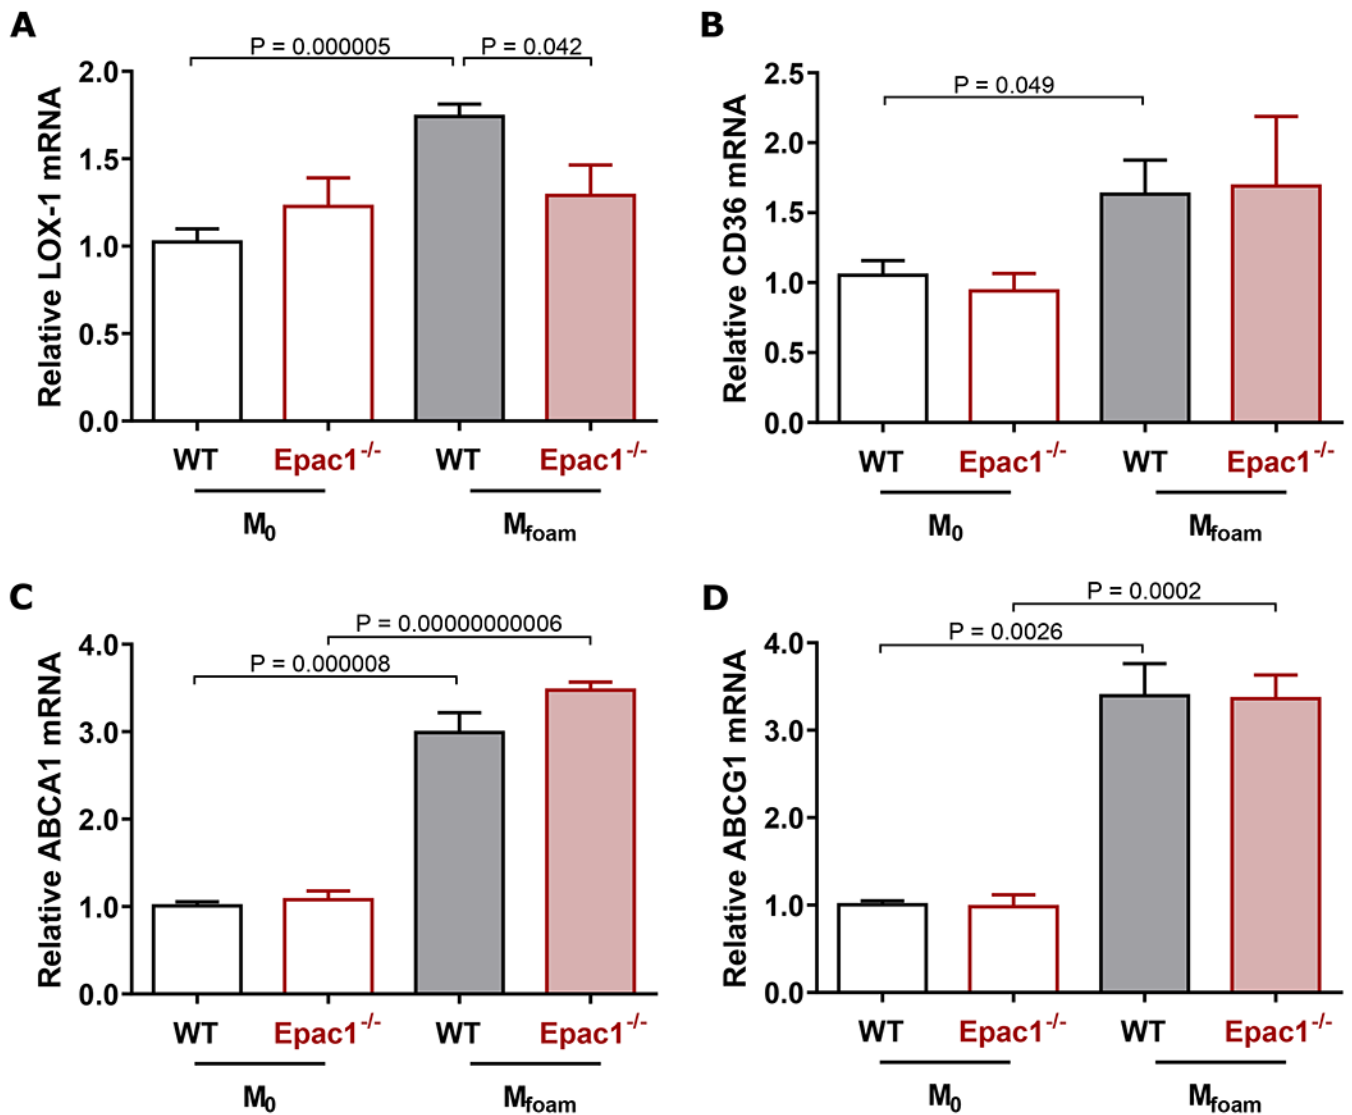 A
P = 0.000005
P = 0.042
Relative LOX-1 mRNA
2.0
1.5
1.0
0.5
0.0
WT
Epac1-/-
WT
Epac1-/-
M0
Mfoam
B
P = 0.049
Relative CD36 mRNA
2.5
2.0
1.5
1.0
0.5
0.0
WT
Epac1-/-
WT
Epac1-/-
M0
Mfoam
C
P = 0.00000000006
P = 0.000008
Relative ABCA1 mRNA
4.0
3.0
2.0
1.0
0.0
WT
Epac1-/-
WT
Epac1-/-
M0
Mfoam
D
P = 0.0002
P = 0.0026
Relative ABCG1 mRNA
4.0
3.0
2.0
1.0
0.0
WT
Epac1-/-
WT
Epac1-/-
M0
Mfoam